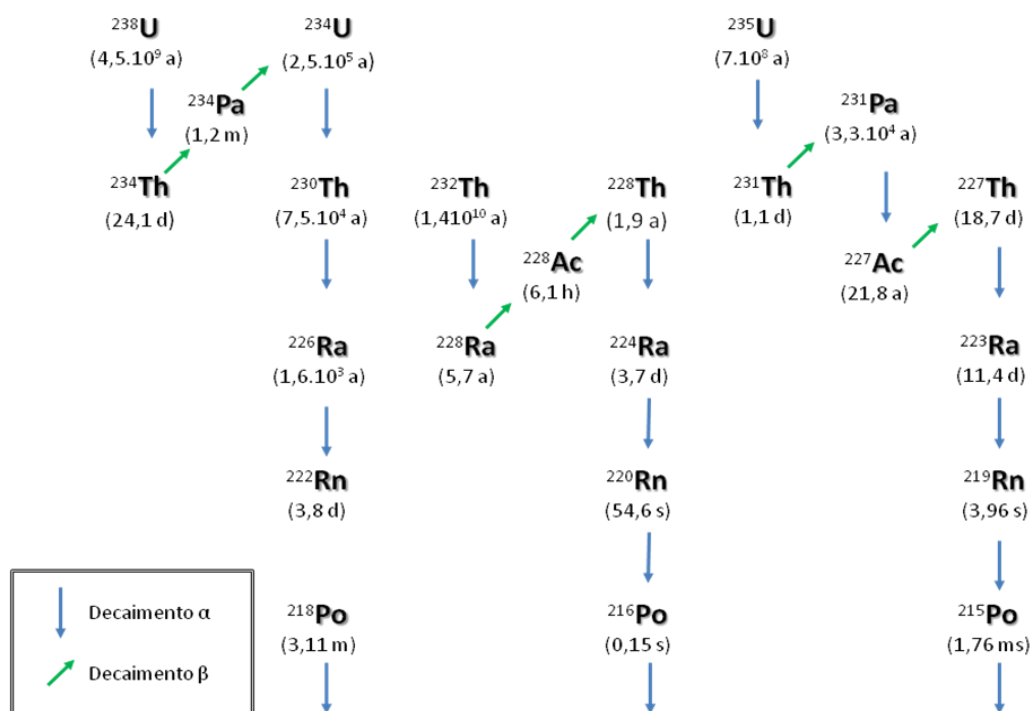 ²³⁸U
(4,5.10⁹ a)
²³⁴U
(2,5.10⁵ a)
²³⁵U
(7.10⁸ a)
²³⁴Pa
(1,2 m)
²³¹Pa
(3,3.10⁴ a)
²³⁴Th
(24,1 d)
²³⁰Th
(7,5.10⁴ a)
²³²Th
(1,410¹⁰ a)
²²⁸Th
(1,9 a)
²³¹Th
(1,1 d)
²²⁷Th
(18,7 d)
²²⁸Ac
(6,1 h)
²²⁷Ac
(21,8 a)
²²⁶Ra
(1,6.10³ a)
²²⁸Ra
(5,7 a)
²²⁴Ra
(3,7 d)
²²³Ra
(11,4 d)
²²²Rn
(3,8 d)
²²⁰Rn
(54,6 s)
²¹⁹Rn
(3,96 s)
²¹⁸Po
(3,11 m)
²¹⁶Po
(0,15 s)
²¹⁵Po
(1,76 ms)
Decaimento α
Decaimento β